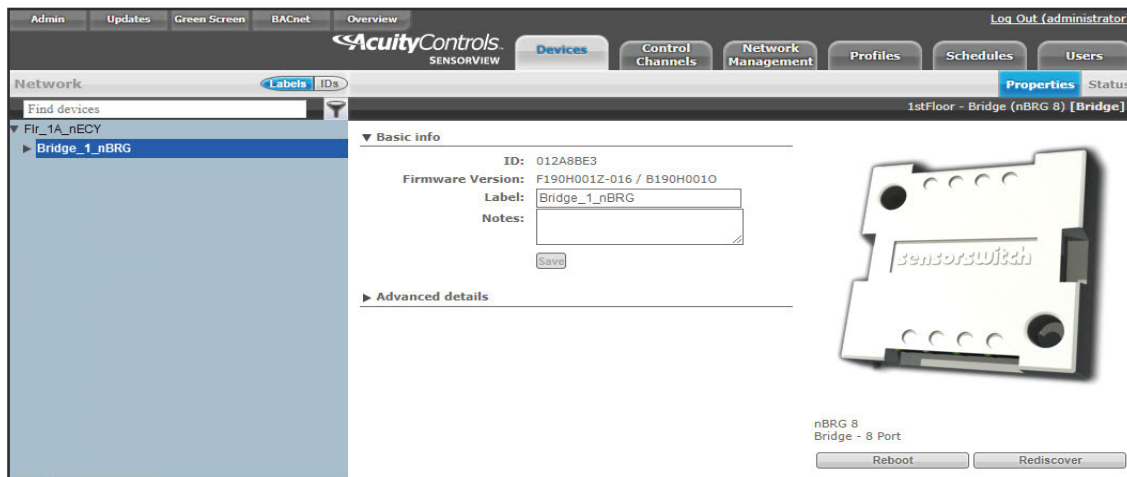 Admin Updates Green Screen BACnet Overview Log Out (administrator
AcuityControls.
SENSORVIEW
Devices Control Channels Network Management Profiles Schedules Users
Network Labels IDs Properties Status
Find devices 1stFloor - Bridge (nBRG 8) [Bridge]
Flr_1A_nECY
Bridge_1_nBRG
Basic info
ID: 012A8BE3
Firmware Version: F190H001Z-016 / B190H001O
Label: Bridge_1_nBRG
Notes:
Save
Advanced details
sensorswitch
nBRG 8
Bridge - 8 Port
Reboot Rediscover